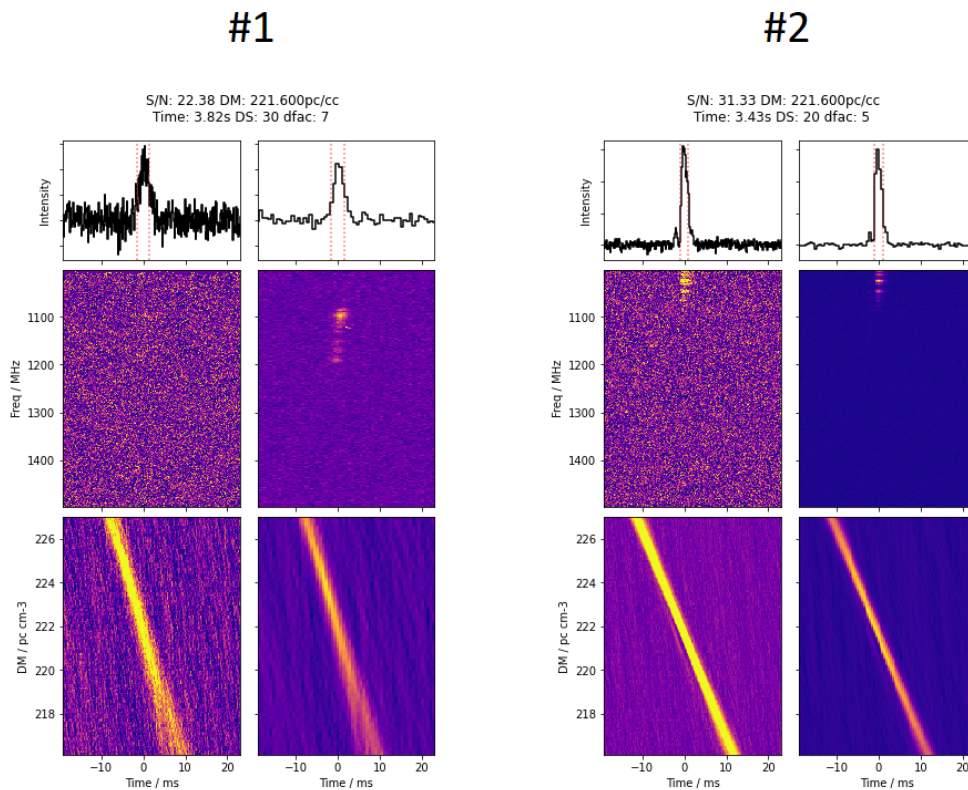 #1
#2
S/N: 22.38 DM: 221.600pc/cc
Time: 3.82s DS: 30 dfac: 7
S/N: 31.33 DM: 221.600pc/cc
Time: 3.43s DS: 20 dfac: 5
Intensity
Intensity
Freq / MHz
1100
1200
1300
1400
Freq / MHz
1100
1200
1300
1400
DM / pc cm-3
226
224
222
220
218
DM / pc cm-3
226
224
222
220
218
−10 0 10 20
−10 0 10 20
−10 0 10 20
−10 0 10 20
Time / ms
Time / ms
Time / ms
Time / ms